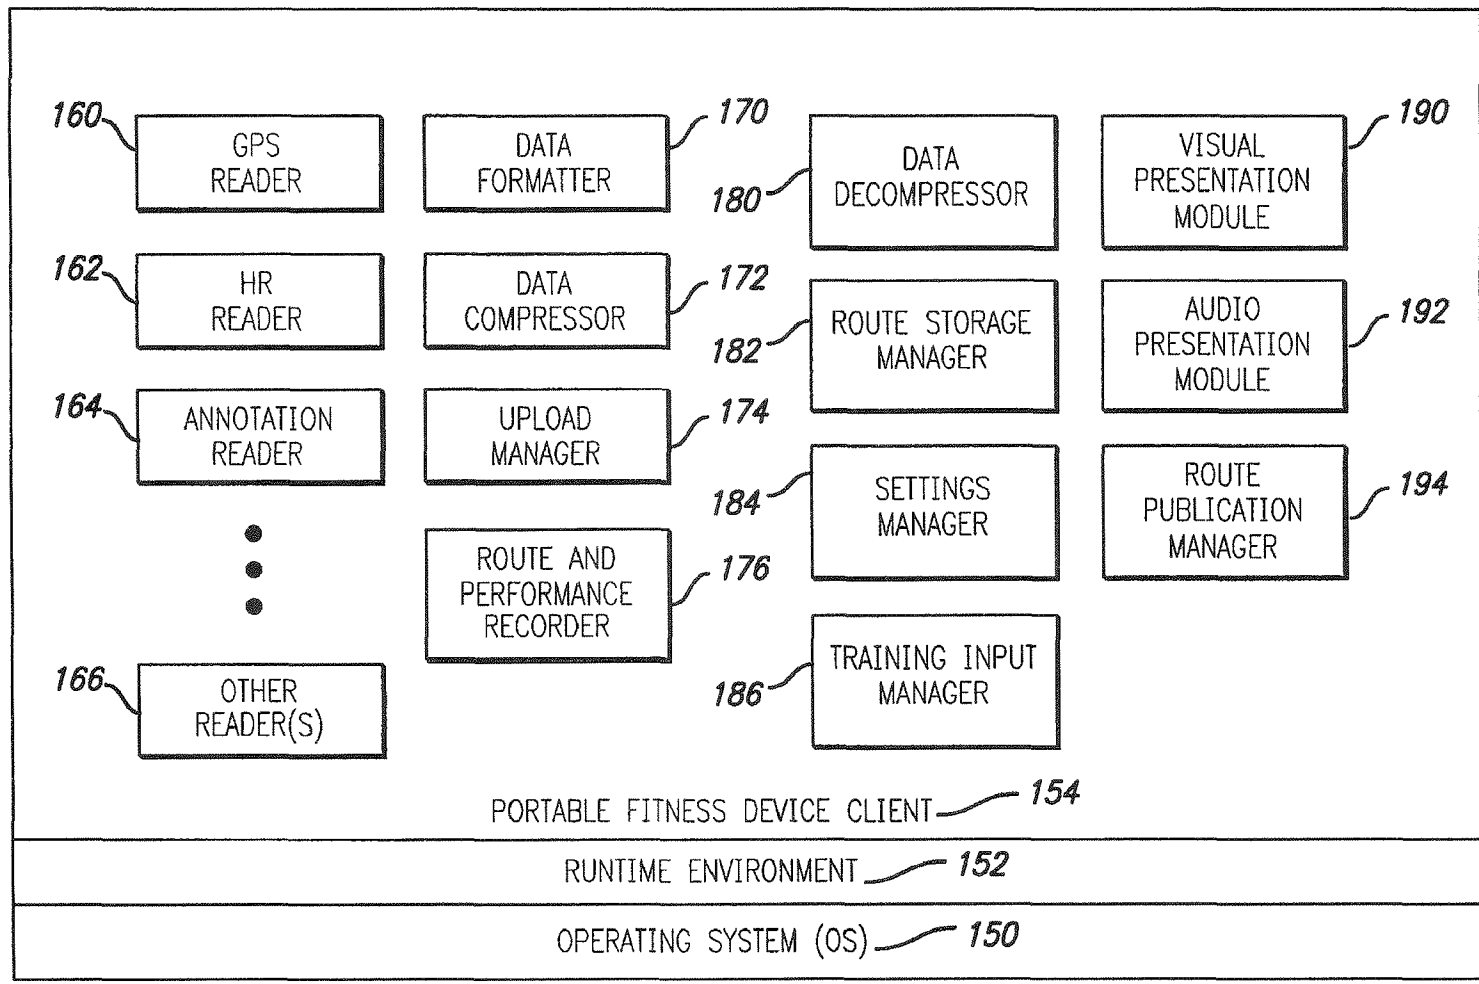 160
GPS
READER
DATA
FORMATTER
170
180
DATA
DECOMPRESSOR
VISUAL
PRESENTATION
MODULE
190
162
HR
READER
DATA
COMPRESSOR
172
182
ROUTE STORAGE
MANAGER
AUDIO
PRESENTATION
MODULE
192
164
ANNOTATION
READER
UPLOAD
MANAGER
174
184
SETTINGS
MANAGER
ROUTE
PUBLICATION
MANAGER
194
ROUTE AND
PERFORMANCE
RECORDER
176
166
OTHER
READER(S)
186
TRAINING INPUT
MANAGER
PORTABLE FITNESS DEVICE CLIENT 154
RUNTIME ENVIRONMENT 152
OPERATING SYSTEM (OS) 150